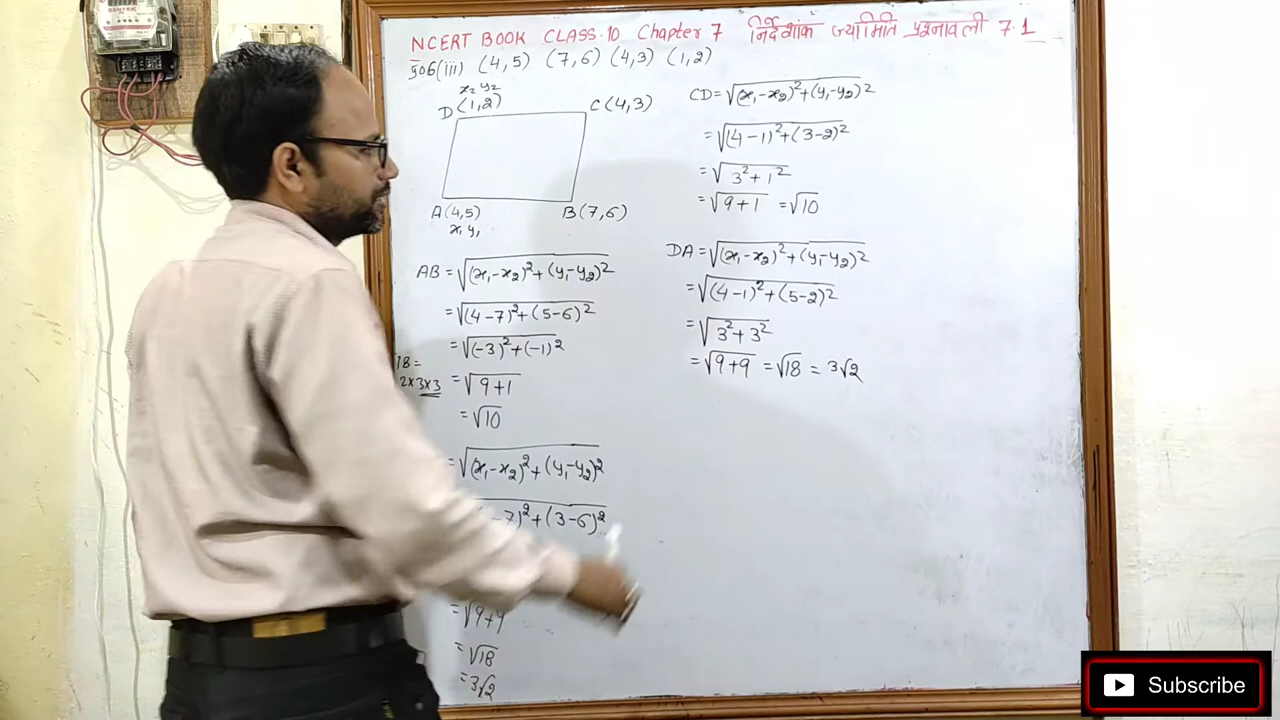 NCERT BOOK CLASS.10 Chapter 7 निर्देशांक ज्यामिति प्रश्नावली 7.1
प्र06(iii) (4,5) (7,6) (4,3) (1,2)
x₂ y₂
D(1,2)
C(4,3)
A(4,5)
x₁ y₁
B(7,6)
AB = √(x₁-x₂)²+(y₁-y₂)²
= √(4-7)²+(5-6)²
= √(-3)²+(-1)²
= √9+1
= √10
18=
2×3×3
= √(x₁-x₂)²+(y₁-y₂)²
-7)²+(3-6)²
= √9+9
= √18
= 3√2
CD = √(x₁-x₂)²+(y₁-y₂)²
= √(4-1)²+(3-2)²
= √3²+1²
= √9+1 = √10
DA = √(x₁-x₂)²+(y₁-y₂)²
= √(4-1)²+(5-2)²
= √3²+3²
= √9+9 = √18 = 3√2
Subscribe